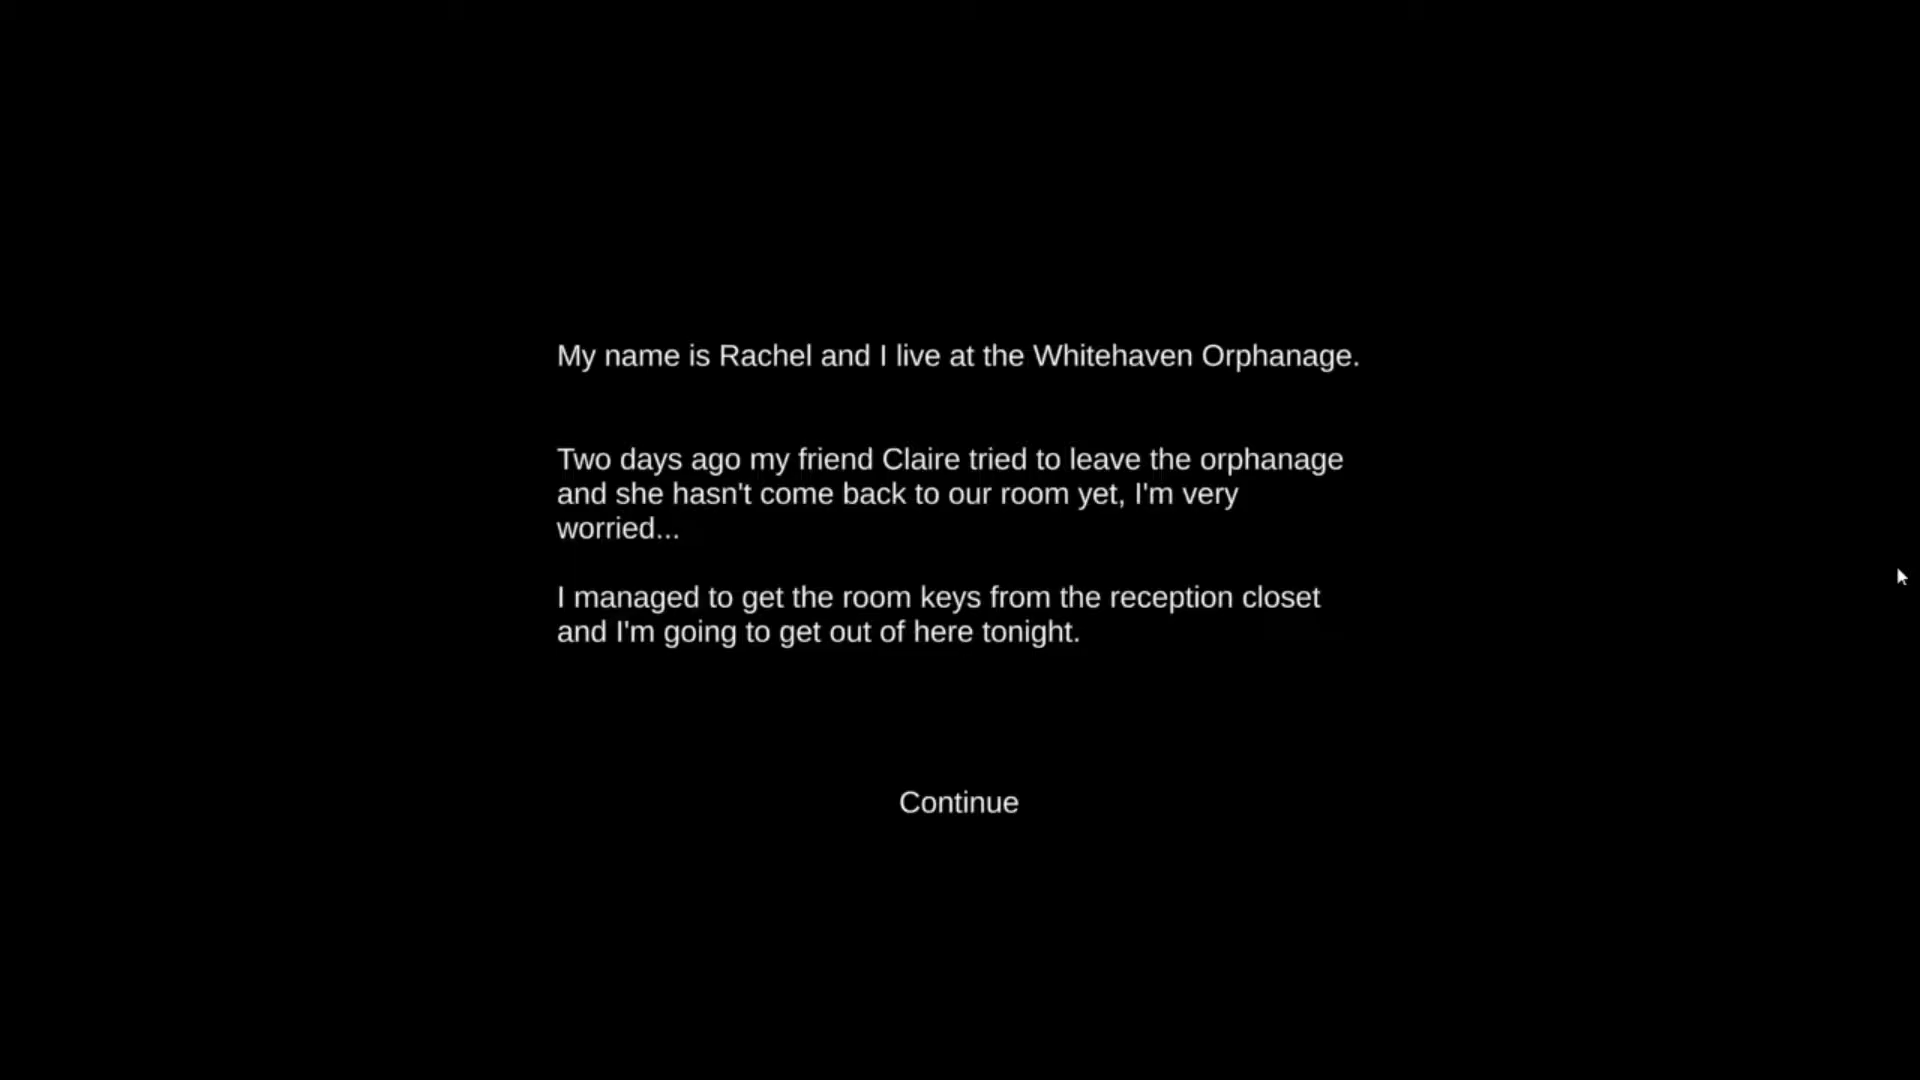 My name is Rachel and I live at the Whitehaven Orphanage.
Two days ago my friend Claire tried to leave the orphanage
and she hasn't come back to our room yet, I'm very
worried...
I managed to get the room keys from the reception closet
and I'm going to get out of here tonight.
Continue